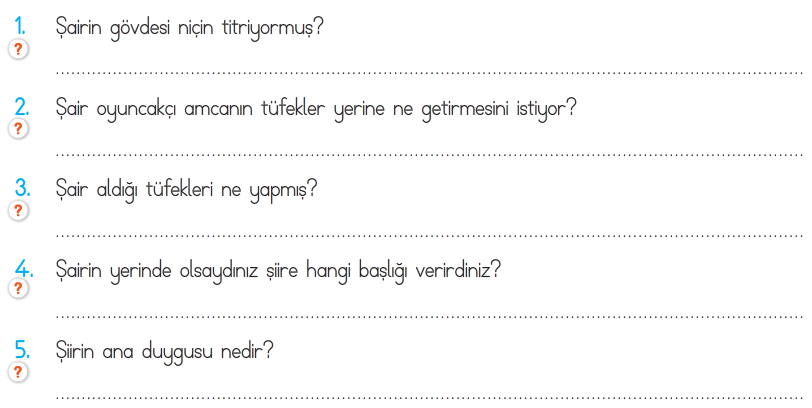 1. Şairin gövdesi niçin titriyormuş?
?
2. Şair oyuncakçı amcanın tüfekler yerine ne getirmesini istiyor?
?
3. Şair aldığı tüfekleri ne yapmış?
?
4. Şairin yerinde olsaydınız şiire hangi başlığı verirdiniz?
?
5. Şiirin ana duygusu nedir?
?